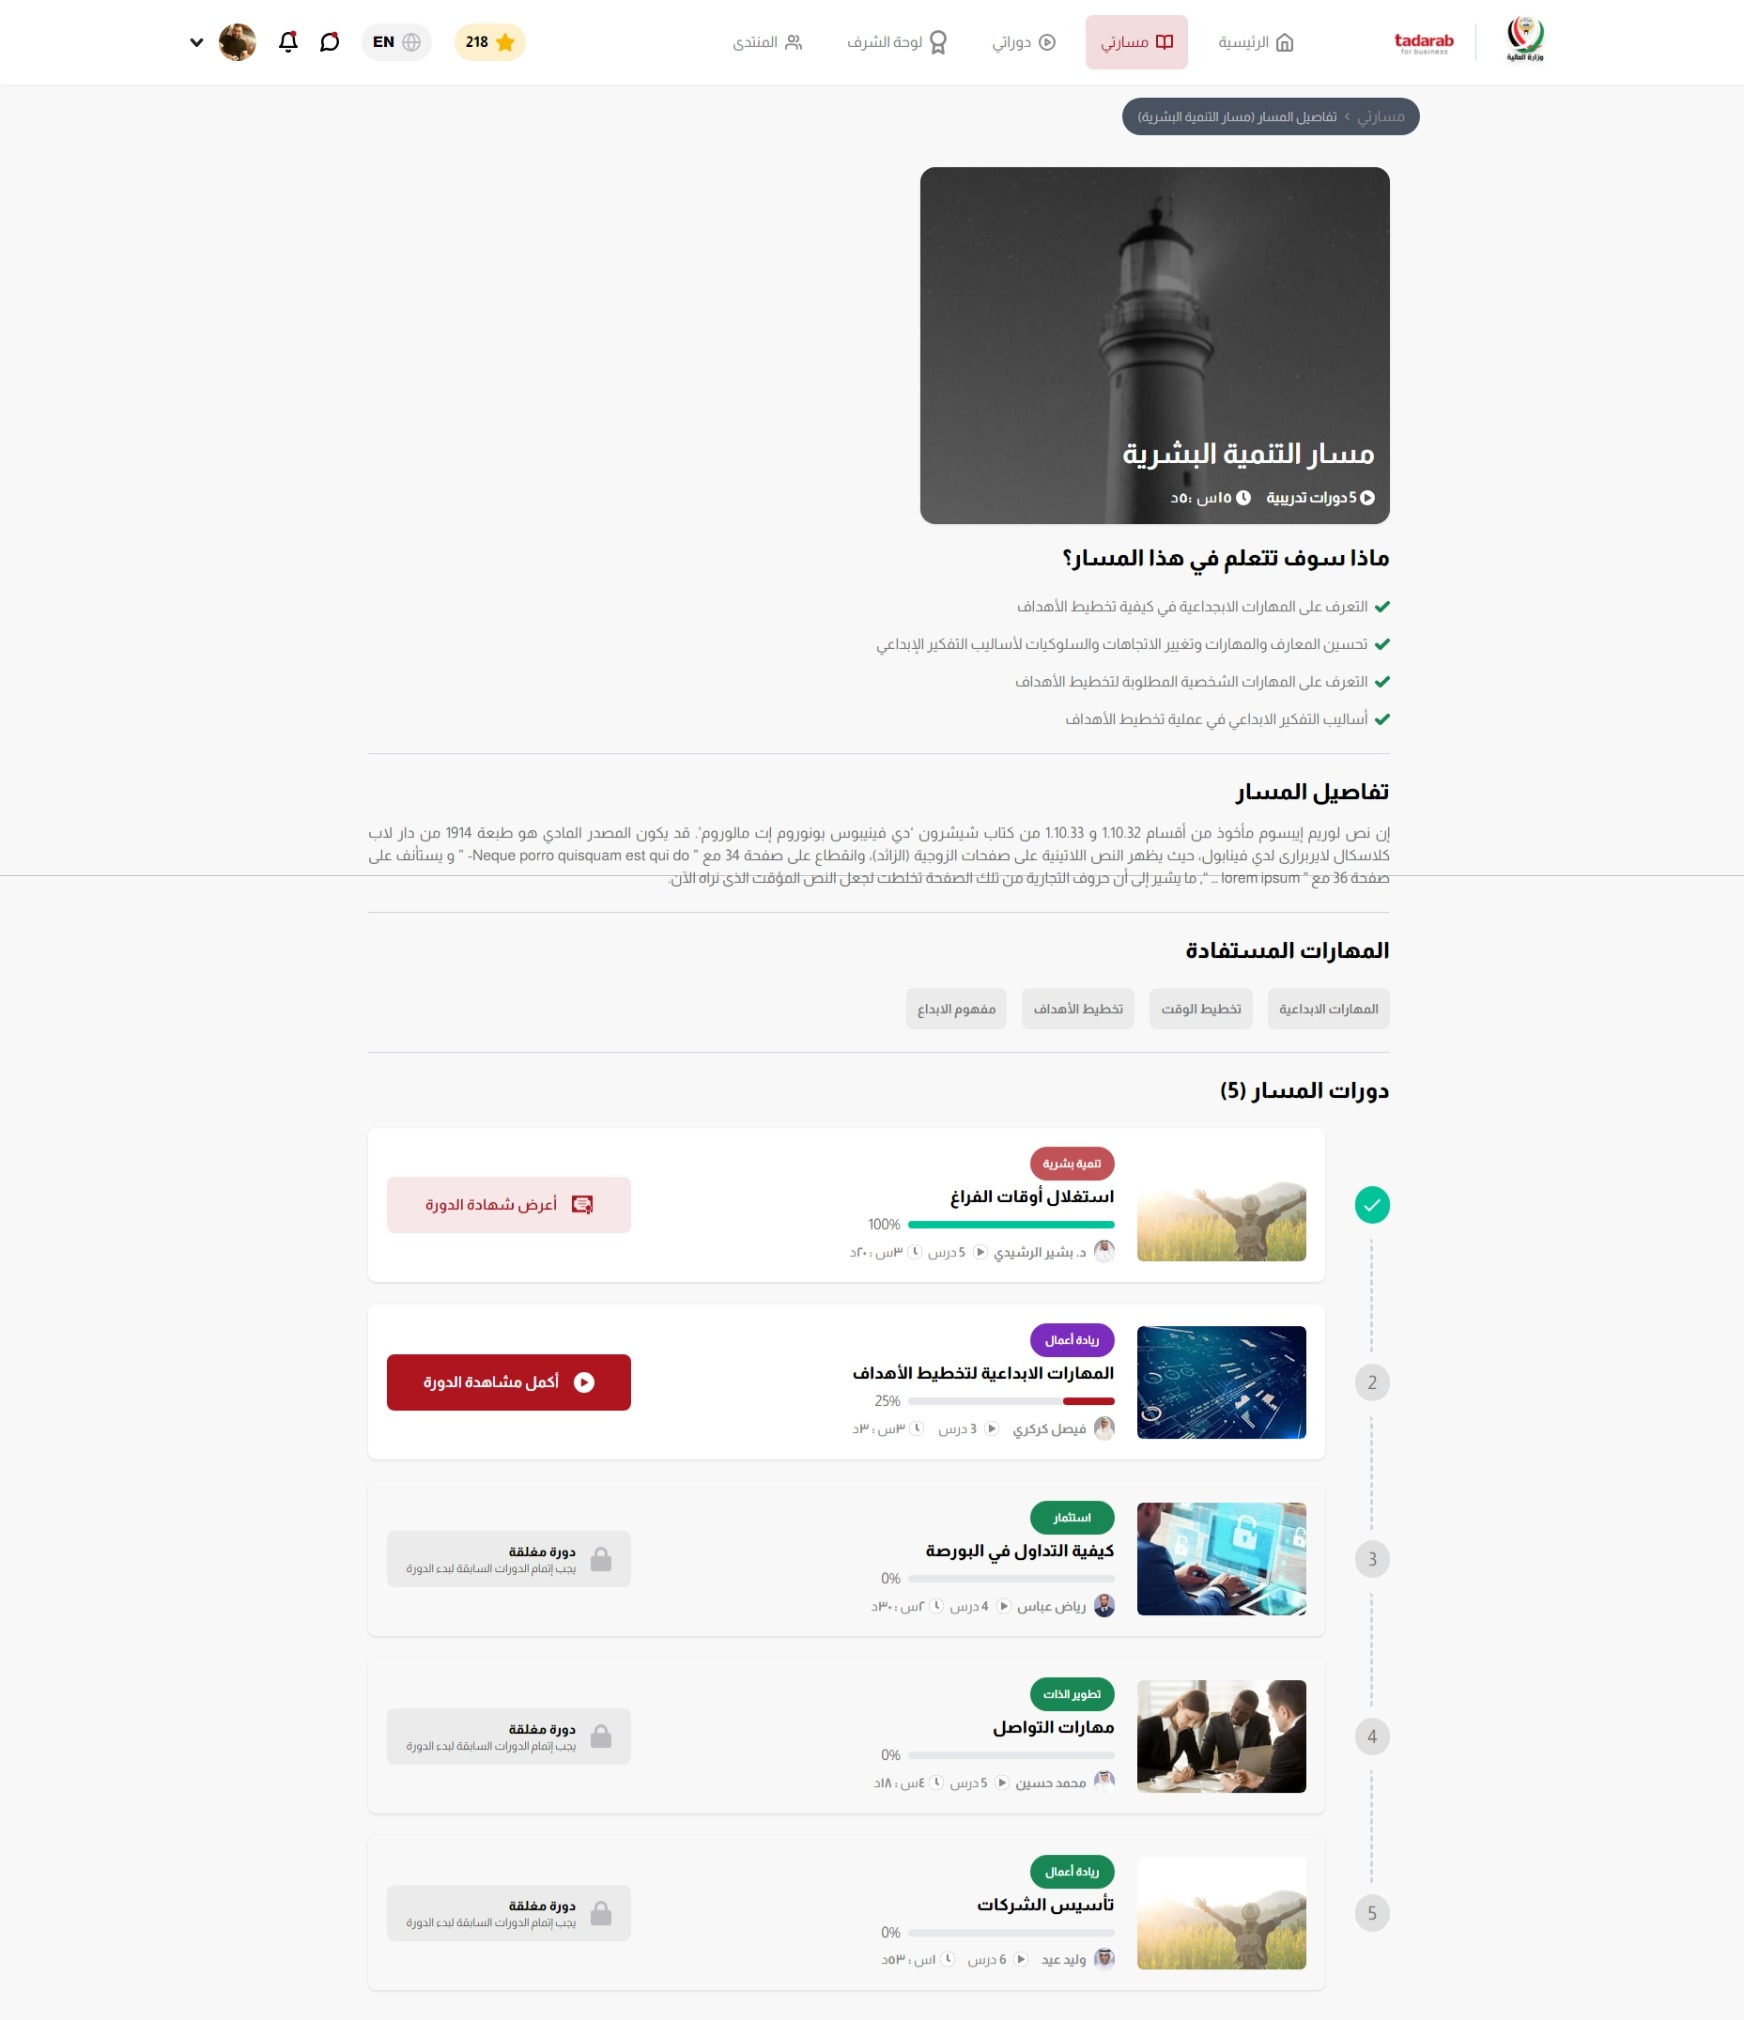 وزارة المالية
tadarab
for business
الرئيسية
مسارتي
دوراتي
لوحة الشرف
المنتدى
218
EN
مسارتي > تفاصيل المسار (مسار التنمية البشرية)
مسار التنمية البشرية
5 دورات تدريبية ١٥س :٥٠د
ماذا سوف تتعلم في هذا المسار؟
التعرف على المهارات الابجداعية في كيفية تخطيط الأهداف
تحسين المعارف والمهارات وتغيير الاتجاهات والسلوكيات لأساليب التفكير الإبداعي
التعرف على المهارات الشخصية المطلوبة لتخطيط الأهداف
أساليب التفكير الابداعي في عملية تخطيط الأهداف
تفاصيل المسار
إن نص لوريم إيبسوم مأخوذ من أقسام 1.10.32 و 1.10.33 من كتاب شيشرون 'دي فينيبوس بونوروم إت مالوروم'. قد يكون المصدر المادي هو طبعة 1914 من دار لاب
كلاسكال لايبراري لدي فينابول، حيث يظهر النص اللاتينية على صفحات الزوجية (الزائد)، وانقطاع على صفحة 34 مع " Neque porro quisquam est qui do- " و يستأنف على
صفحة 36 مع " lorem ipsum ... "، ما يشير إلى أن حروف التجارية من تلك الصفحة تخلطت لجعل النص المؤقت الذي نراه الآن.
المهارات المستفادة
المهارات الابداعية
تخطيط الوقت
تخطيط الأهداف
مفهوم الابداع
دورات المسار (5)
تنمية بشرية
استغلال أوقات الفراغ
100%
د. بشير الرشيدي 5 درس ٣س : ٢٠د
أعرض شهادة الدورة
2
ريادة أعمال
المهارات الابداعية لتخطيط الأهداف
25%
فيصل كركري 3 درس ٣س : ٣د
أكمل مشاهدة الدورة
3
استثمار
كيفية التداول في البورصة
0%
رياض عباس 4 درس ٢س : ٣٠د
دورة مغلقة
يجب إتمام الدورات السابقة لبدء الدورة
4
تطوير الذات
مهارات التواصل
0%
محمد حسين 5 درس ٤س : ١٨د
دورة مغلقة
يجب إتمام الدورات السابقة لبدء الدورة
5
ريادة أعمال
تأسيس الشركات
0%
وليد عيد 6 درس ١س : ٥٣د
دورة مغلقة
يجب إتمام الدورات السابقة لبدء الدورة